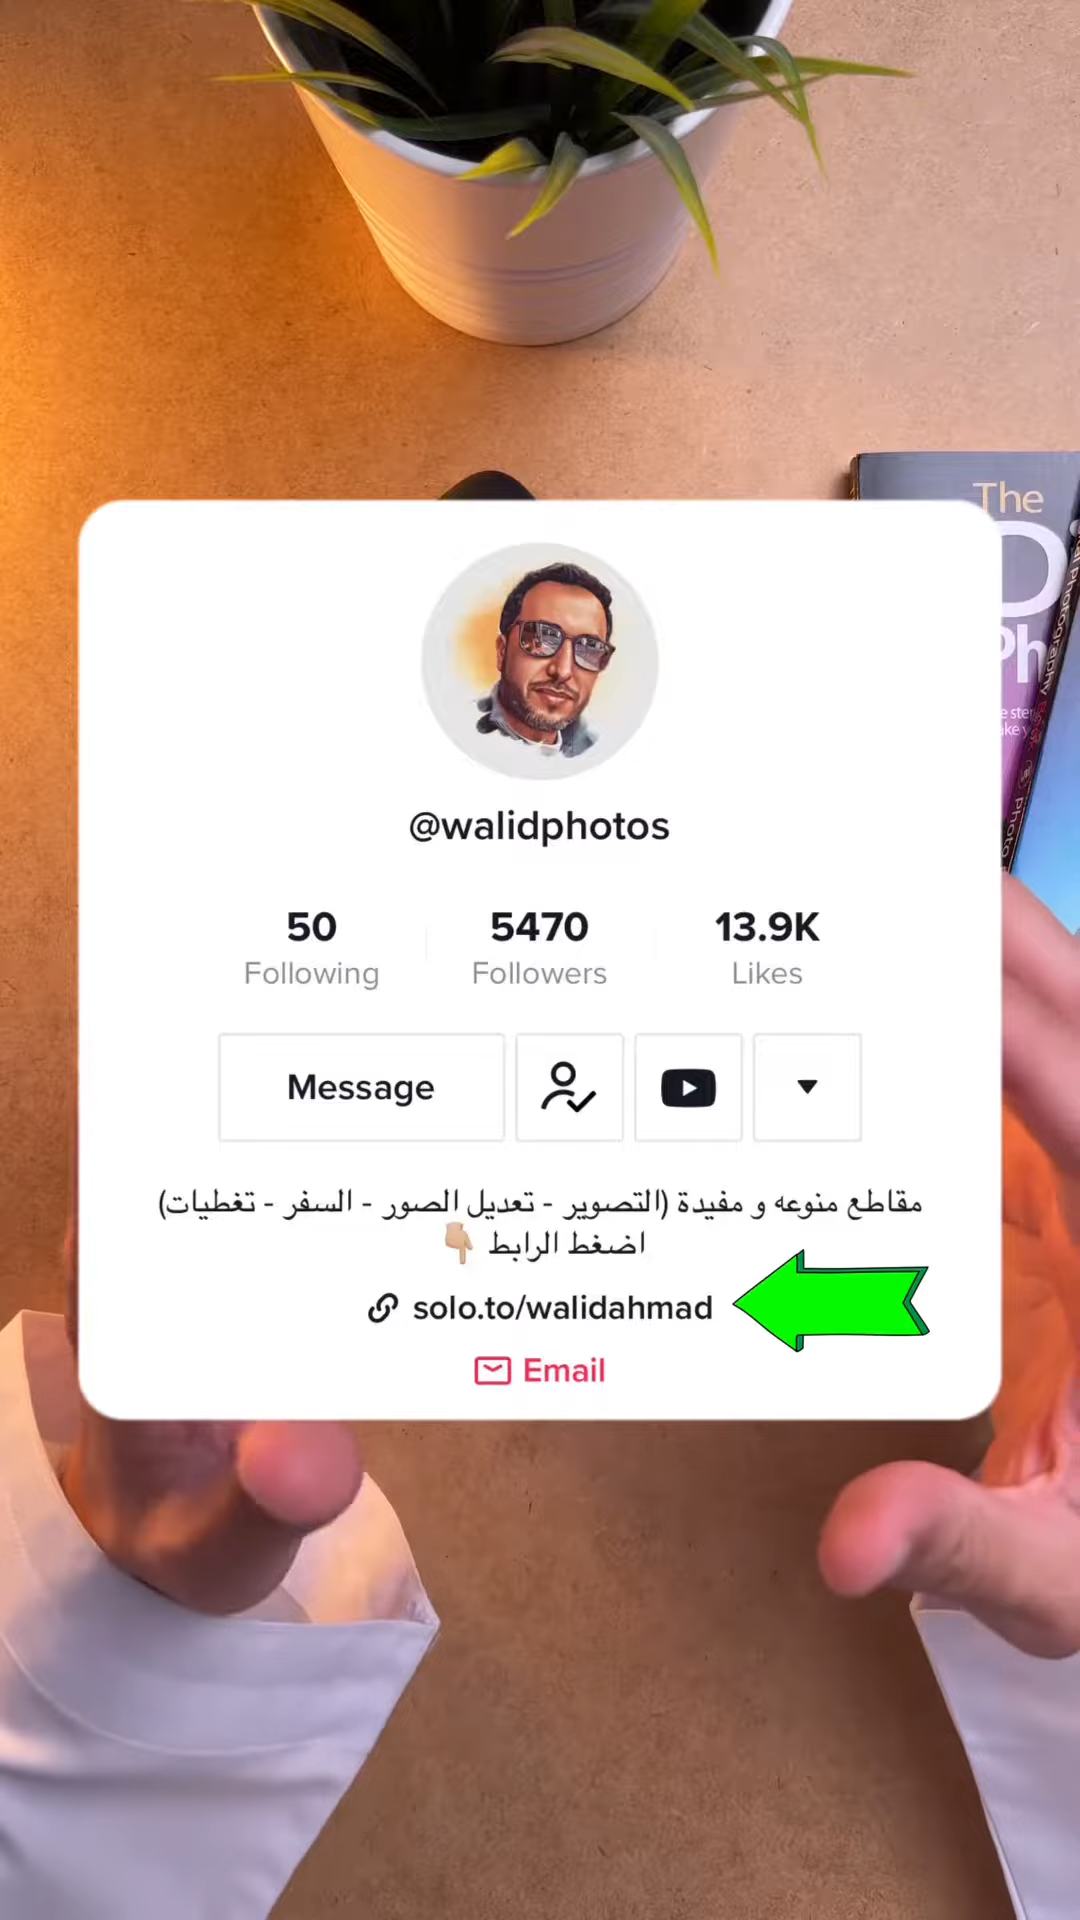 The
D
Ph
@walidphotos
50
Following
5470
Followers
13.9K
Likes
Message
مقاطع منوعه و مفيدة (التصوير - تعديل الصور - السفر - تغطيات)
اضغط الرابط 👇🏼
solo.to/walidahmad
Email